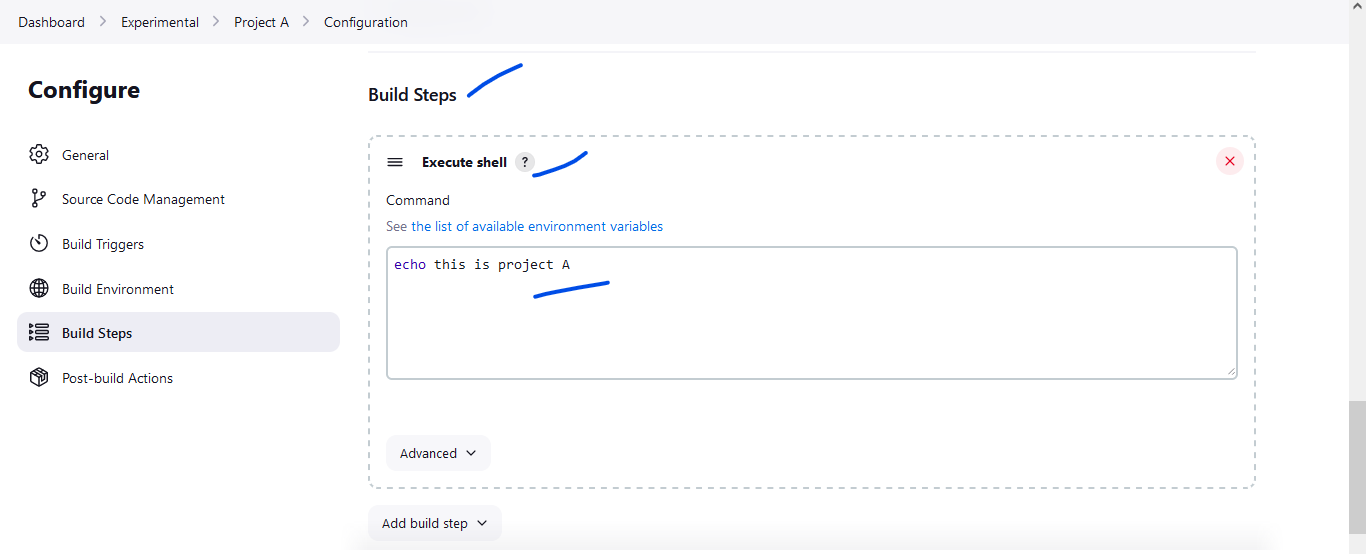 Dashboard > Experimental > Project A > Configuration
Configure
General
Source Code Management
Build Triggers
Build Environment
Build Steps
Post-build Actions
Build Steps
Execute shell ?
Command
See the list of available environment variables
echo this is project A
Advanced
Add build step